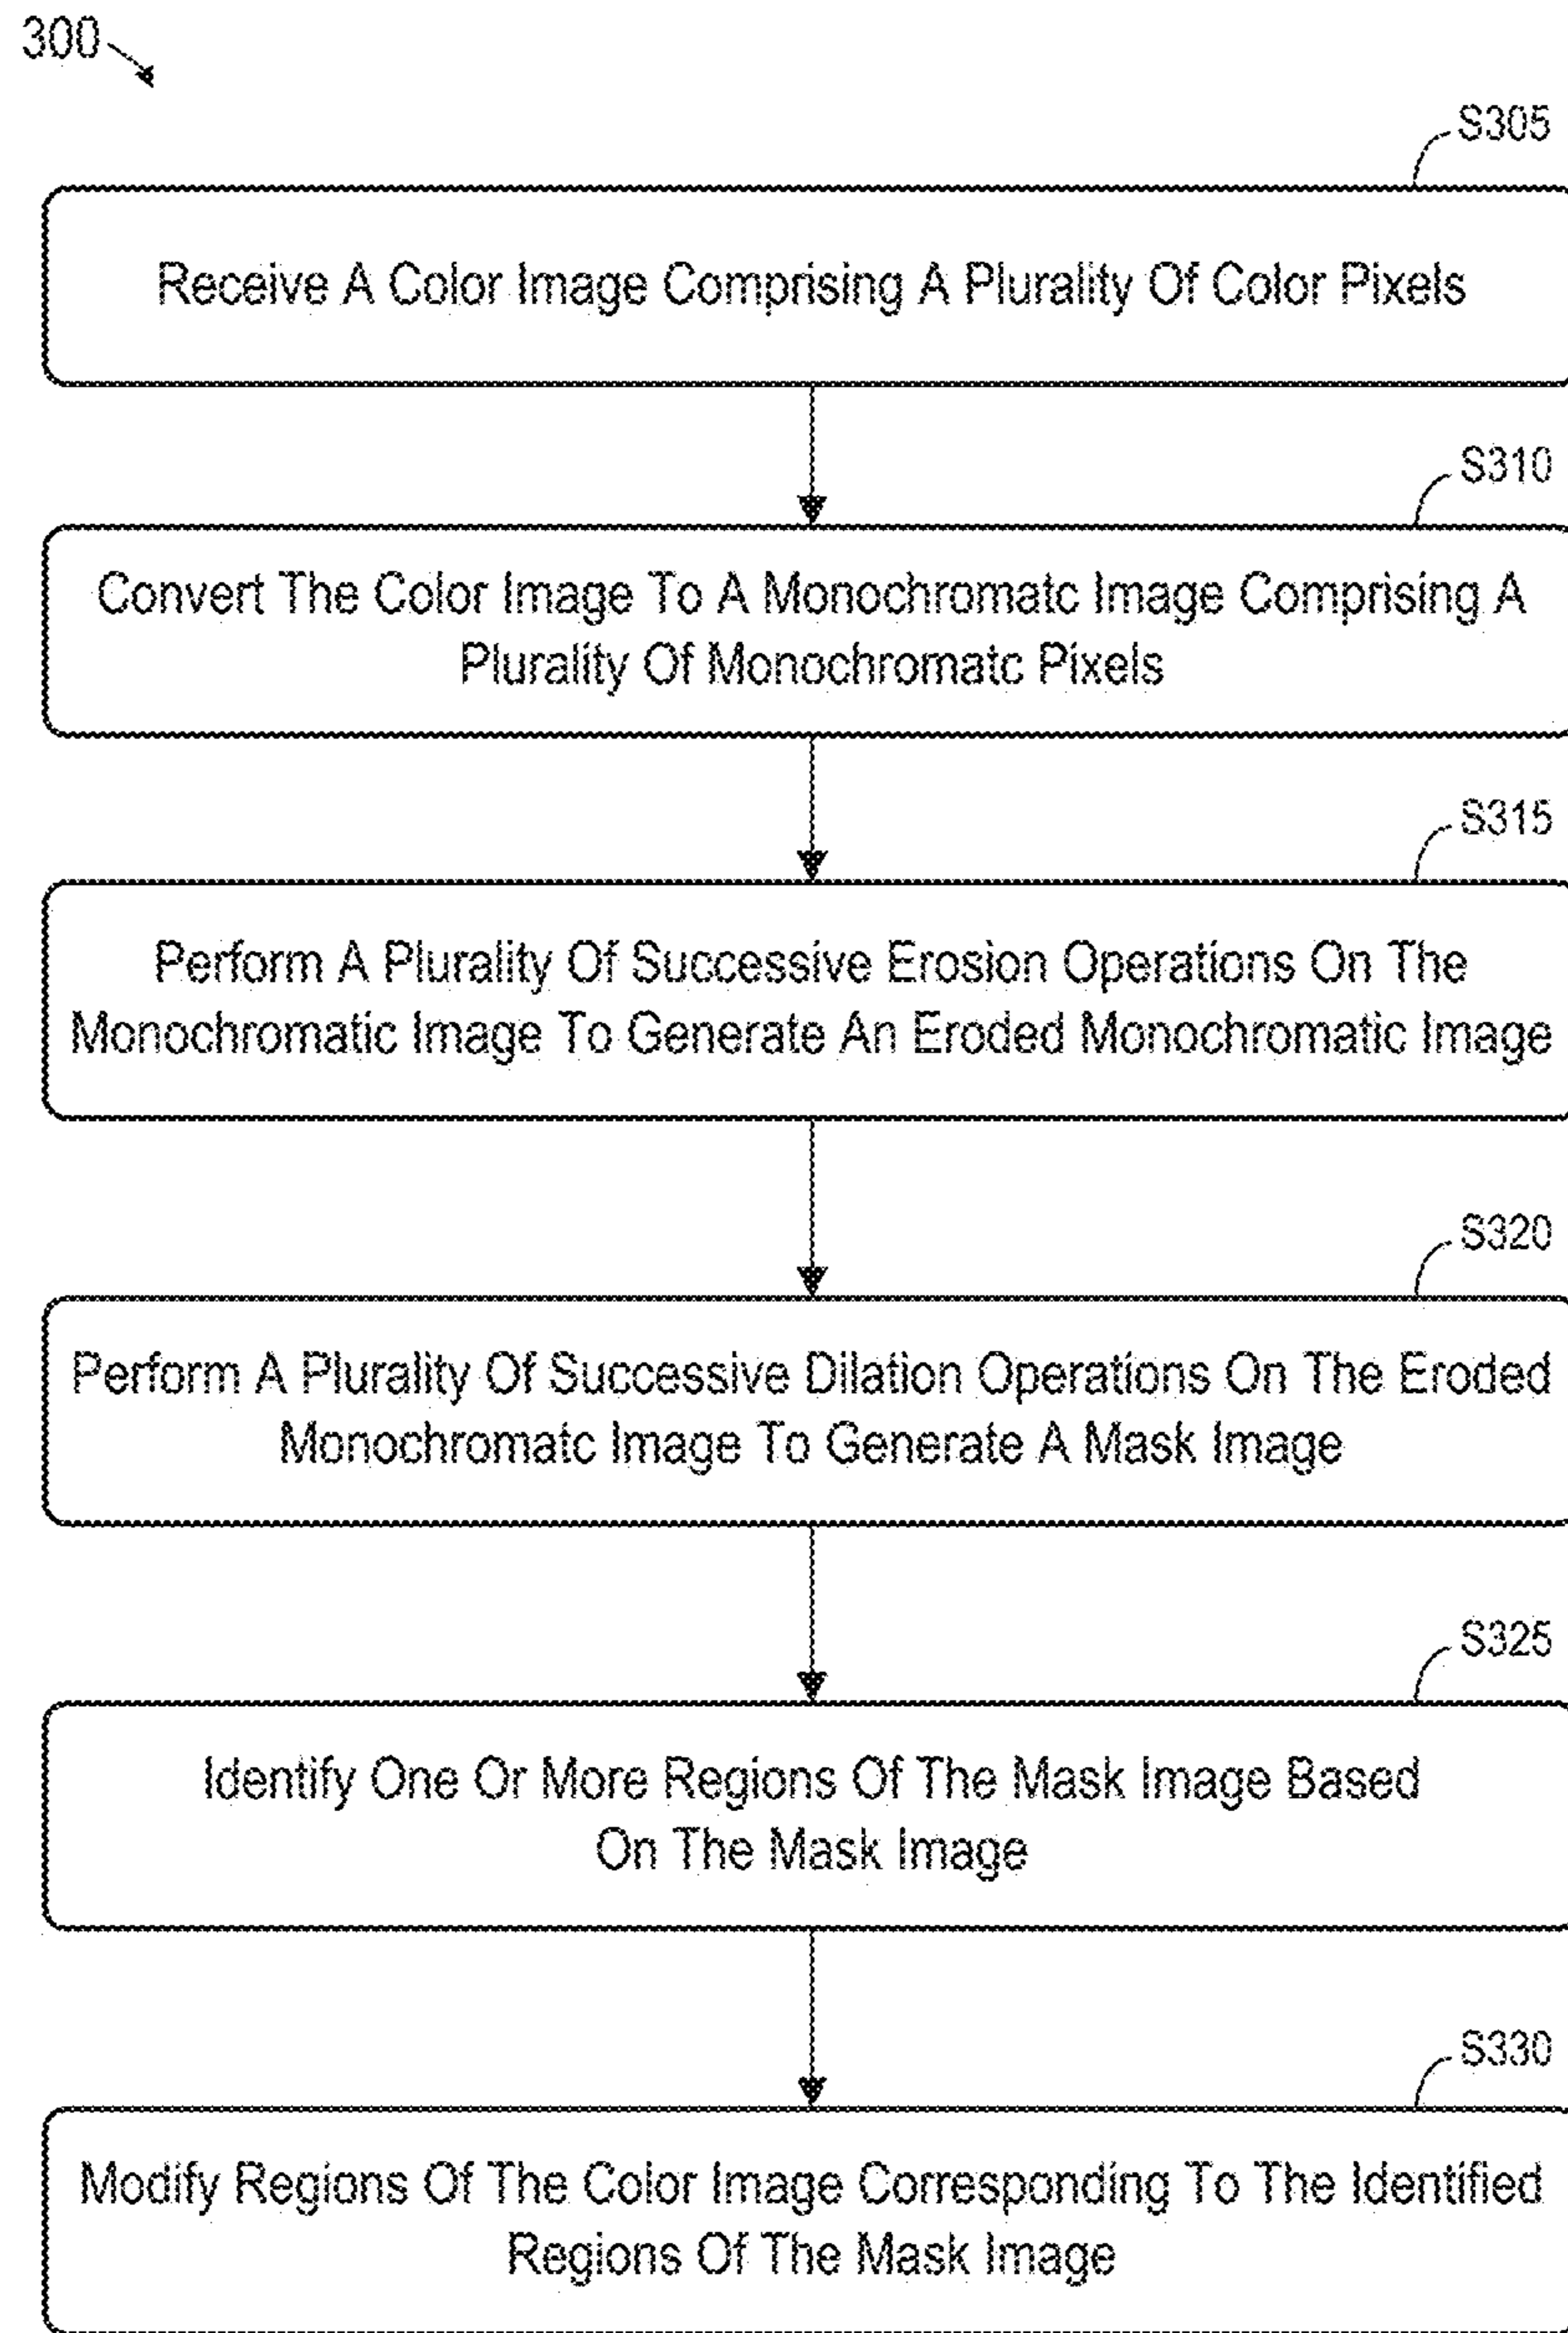 300
S305
Receive A Color Image Comprising A Plurality Of Color Pixels
S310
Convert The Color Image To A Monochromatc Image Comprising A
Plurality Of Monochromatc Pixels
S315
Perform A Plurality Of Successive Erosion Operations On The
Monochromatic Image To Generate An Eroded Monochromatic Image
S320
Perform A Plurality Of Successive Dilation Operations On The Eroded
Monochromatc Image To Generate A Mask Image
S325
Identify One Or More Regions Of The Mask Image Based
On The Mask Image
S330
Modify Regions Of The Color Image Corresponding To The Identified
Regions Of The Mask Image